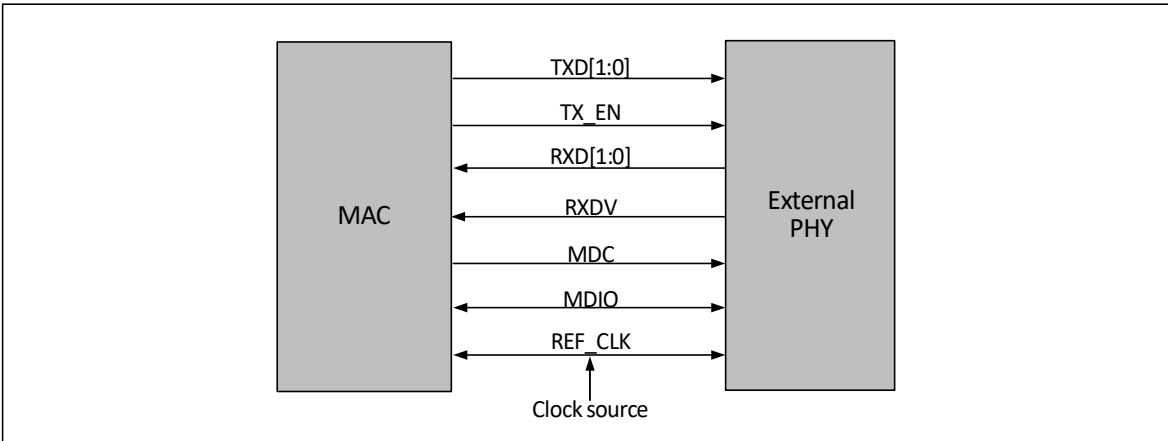 TXD[1:0]
TX_EN
RXD[1:0]
RXDV
MDC
MDIO
REF_CLK
MAC
External
PHY
Clock source